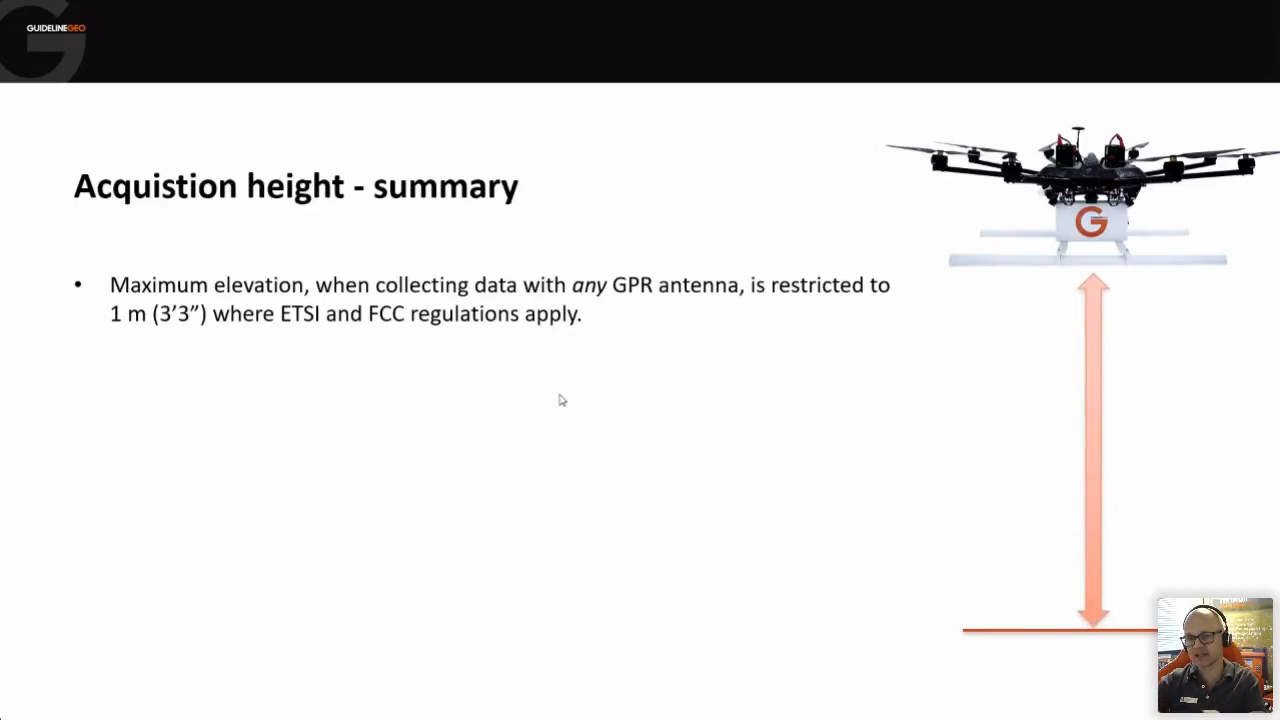 GUIDELINEGEO
Acquistion height - summary
• Maximum elevation, when collecting data with any GPR antenna, is restricted to
1 m (3’3”) where ETSI and FCC regulations apply.
G